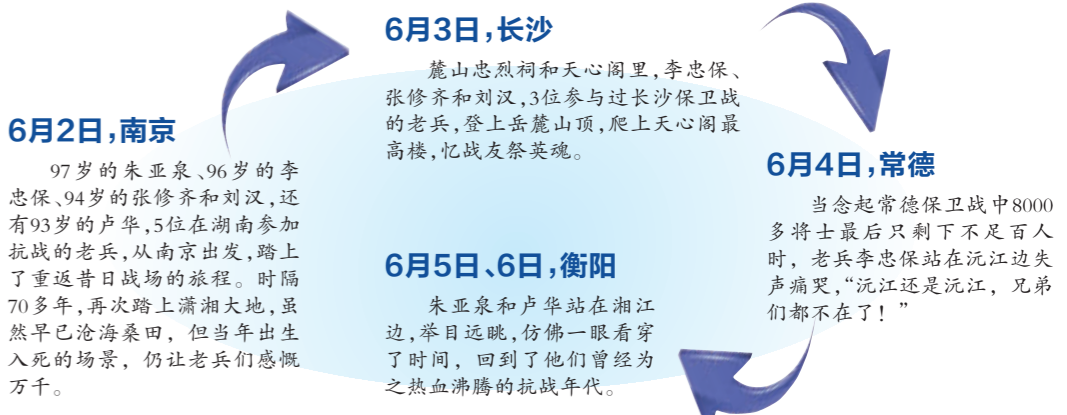 6月2日,南京
97岁的朱亚泉、96岁的李
忠保、94岁的张修齐和刘汉,还
有93岁的卢华,5位在湖南参加
抗战的老兵,从南京出发,踏上
了重返昔日战场的旅程。时隔
70多年,再次踏上潇湘大地,虽
然早已沧海桑田，但当年出生
入死的场景，仍让老兵们感慨
万千。
6月3日,长沙
麓山忠烈祠和天心阁里,李忠保、
张修齐和刘汉,3位参与过长沙保卫战
的老兵,登上岳麓山顶,爬上天心阁最
高楼,忆战友祭英魂。
6月4日,常德
当念起常德保卫战中8000
多将士最后只剩下不足百人
时，老兵李忠保站在沅江边失
声痛哭,“沅江还是沅江，兄弟
们都不在了！”
6月5日、6日,衡阳
朱亚泉和卢华站在湘江
边,举目远眺,仿佛一眼看穿
了时间，回到了他们曾经为
之热血沸腾的抗战年代。